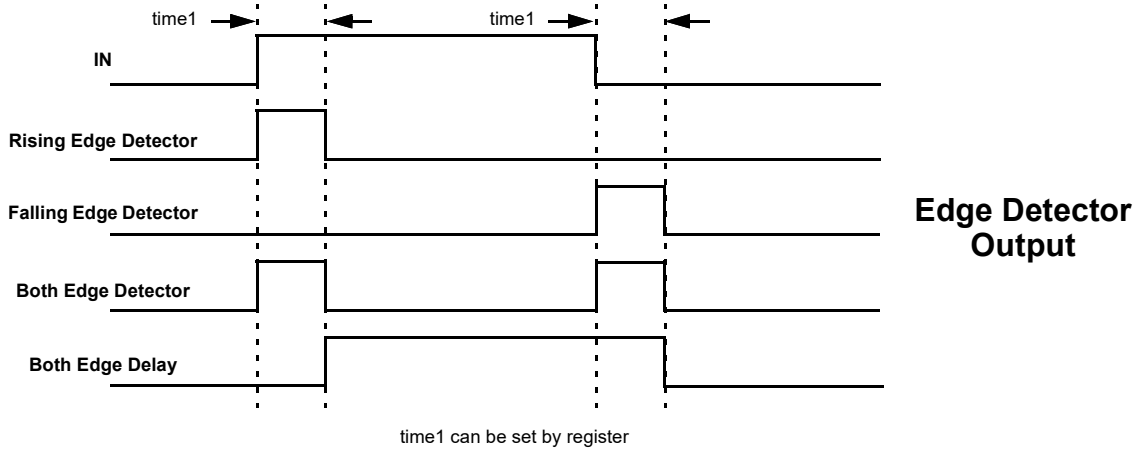 time1
time1
IN
Rising Edge Detector
Falling Edge Detector
Edge Detector
Output
Both Edge Detector
Both Edge Delay
time1 can be set by register